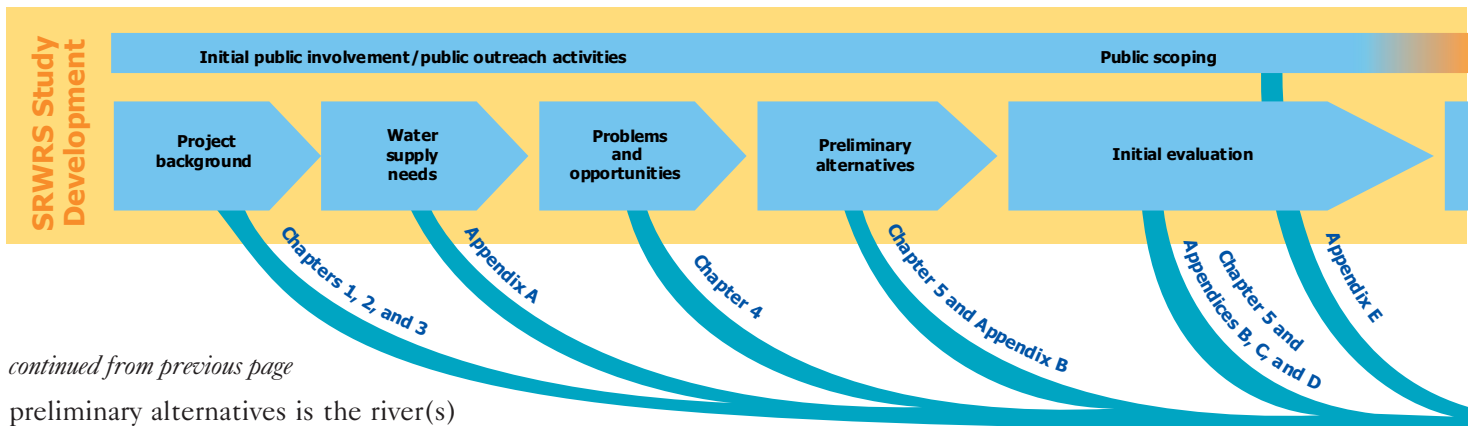 SRWRS Study
Development
Initial public involvement/public outreach activities
Public scoping
Project
background
Water
supply
needs
Problems
and
opportunities
Preliminary
alternatives
Initial evaluation
Chapters 1, 2, and 3
Appendix A
Chapter 4
Chapter 5 and Appendix B
Chapter 5 and
Appendices B, C, and D
Appendix E
continued from previous page
preliminary alternatives is the river(s)